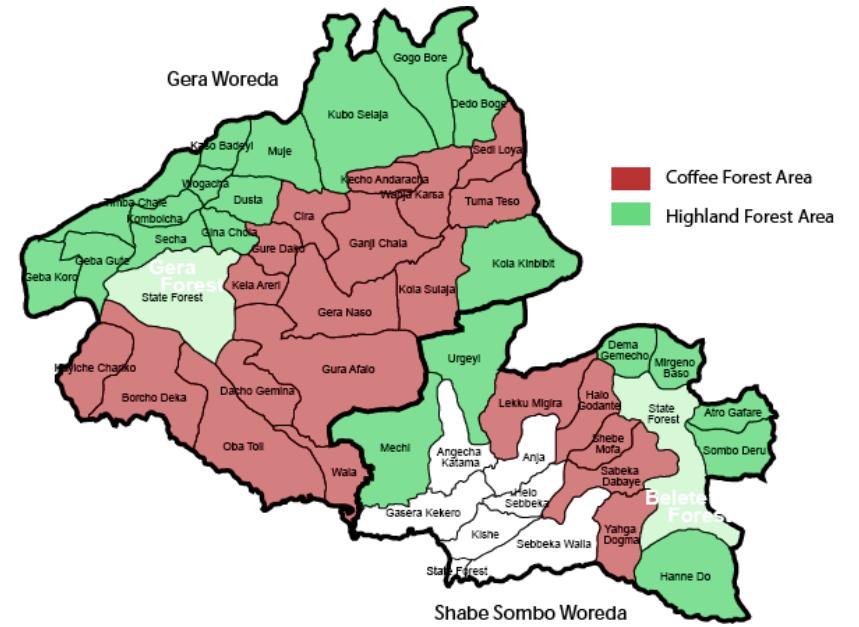 Gogo Bore
Gera Woreda
Dedo Boge
Kubo Selaja
Kaso Badeyi
Muje
Sedi Loya
Coffee Forest Area
Kecho Andaracha
Wogacha
Wanja Karsa
Dusta
Tuma Teso
Timba Chale
Highland Forest Area
Komboicha
Cira
Gina Chola
Secha
Ganji Chala
Gure Dako
Geba Gute
Kola Kinbibit
Gera
Forest
Geba Koro
State Forest
Kela Areri
Kola Sulaja
Gera Naso
Dema
Gemecho
Urgeyi
Mirgeno
Baso
Gura Afalo
Chariko
Dacho Gemina
Borcho Deka
Halo
Godante
Lekku Migira
State
Forest
Atro Gafare
Oba Toli
Mechi
Shebe
Mofa
Sombo Deru
Angecha
Katama
Anja
Wala
Sabeka
Dabaye
Helo
Sebbeka
Belete
Forest
Gasera Kekero
Kishe
Yahga
Dogma
Sebbeka Walla
State Forest
Hanne Do
Shabe Sombo Woreda